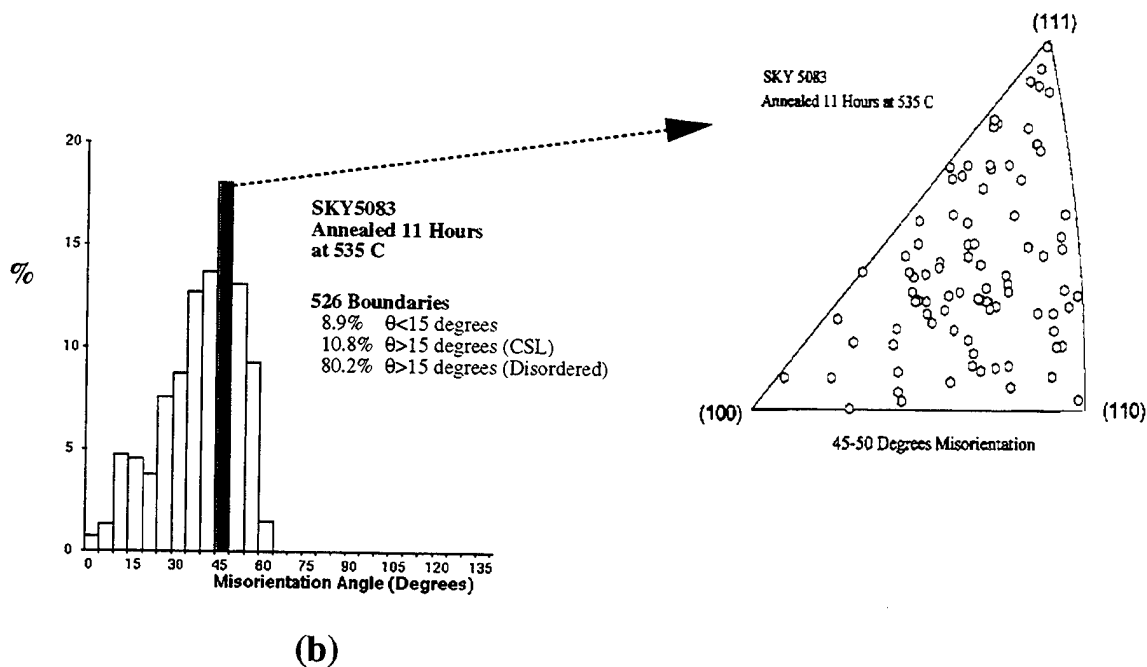 (111)
SKY 5083
Annealed 11 Hours at 535 C
20
15
%
10
5
0
SKY5083
Annealed 11 Hours
at 535 C
526 Boundaries
8.9% θ<15 degrees
10.8% θ>15 degrees (CSL)
80.2% θ>15 degrees (Disordered)
(100)
(110)
45-50 Degrees Misorientation
0 15 30 45 60 75 90 105 120 135
Misorientation Angle (Degrees)
(b)